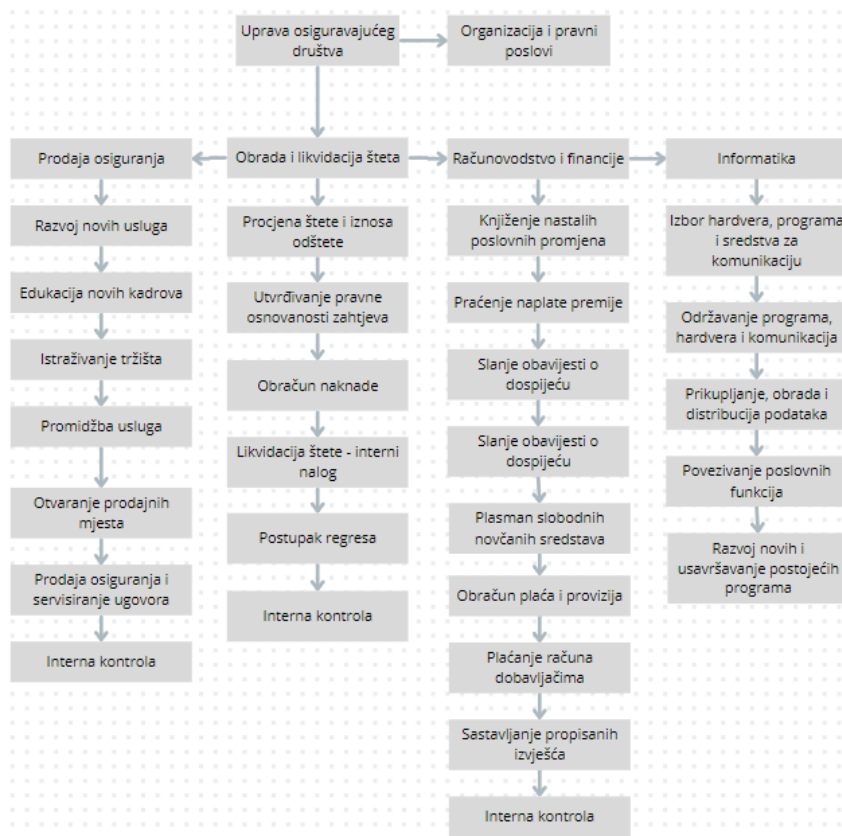 Uprava osiguravajućeg
društva
Organizacija i pravni
poslovi
Prodaja osiguranja
Obrada i likvidacija šteta
Računovodstvo i financije
Informatika
Razvoj novih usluga
Edukacija novih kadrova
Istraživanje tržišta
Promidžba usluga
Otvaranje prodajnih
mjesta
Prodaja osiguranja i
servisiranje ugovora
Interna kontrola
Procjena štete i iznosa
odštete
Utvrđivanje pravne
osnovanosti zahtjeva
Obračun naknade
Likvidacija štete - interni
nalog
Postupak regresa
Interna kontrola
Knjiženje nastalih
poslovnih promjena
Praćenje naplate premije
Slanje obavijesti o
dospijeću
Slanje obavijesti o
dospijeću
Plasman slobodnih
novčanih sredstava
Obračun plaća i provizija
Plaćanje računa
dobavljačima
Sastavljanje propisanih
izvješća
Interna kontrola
Izbor hardvera, programa
i sredstva za
komunikaciju
Održavanje programa,
hardvera i komunikacija
Prikupljanje, obrada i
distribucija podataka
Povezivanje poslovnih
funkcija
Razvoj novih i
usavršavanje postojećih
programa